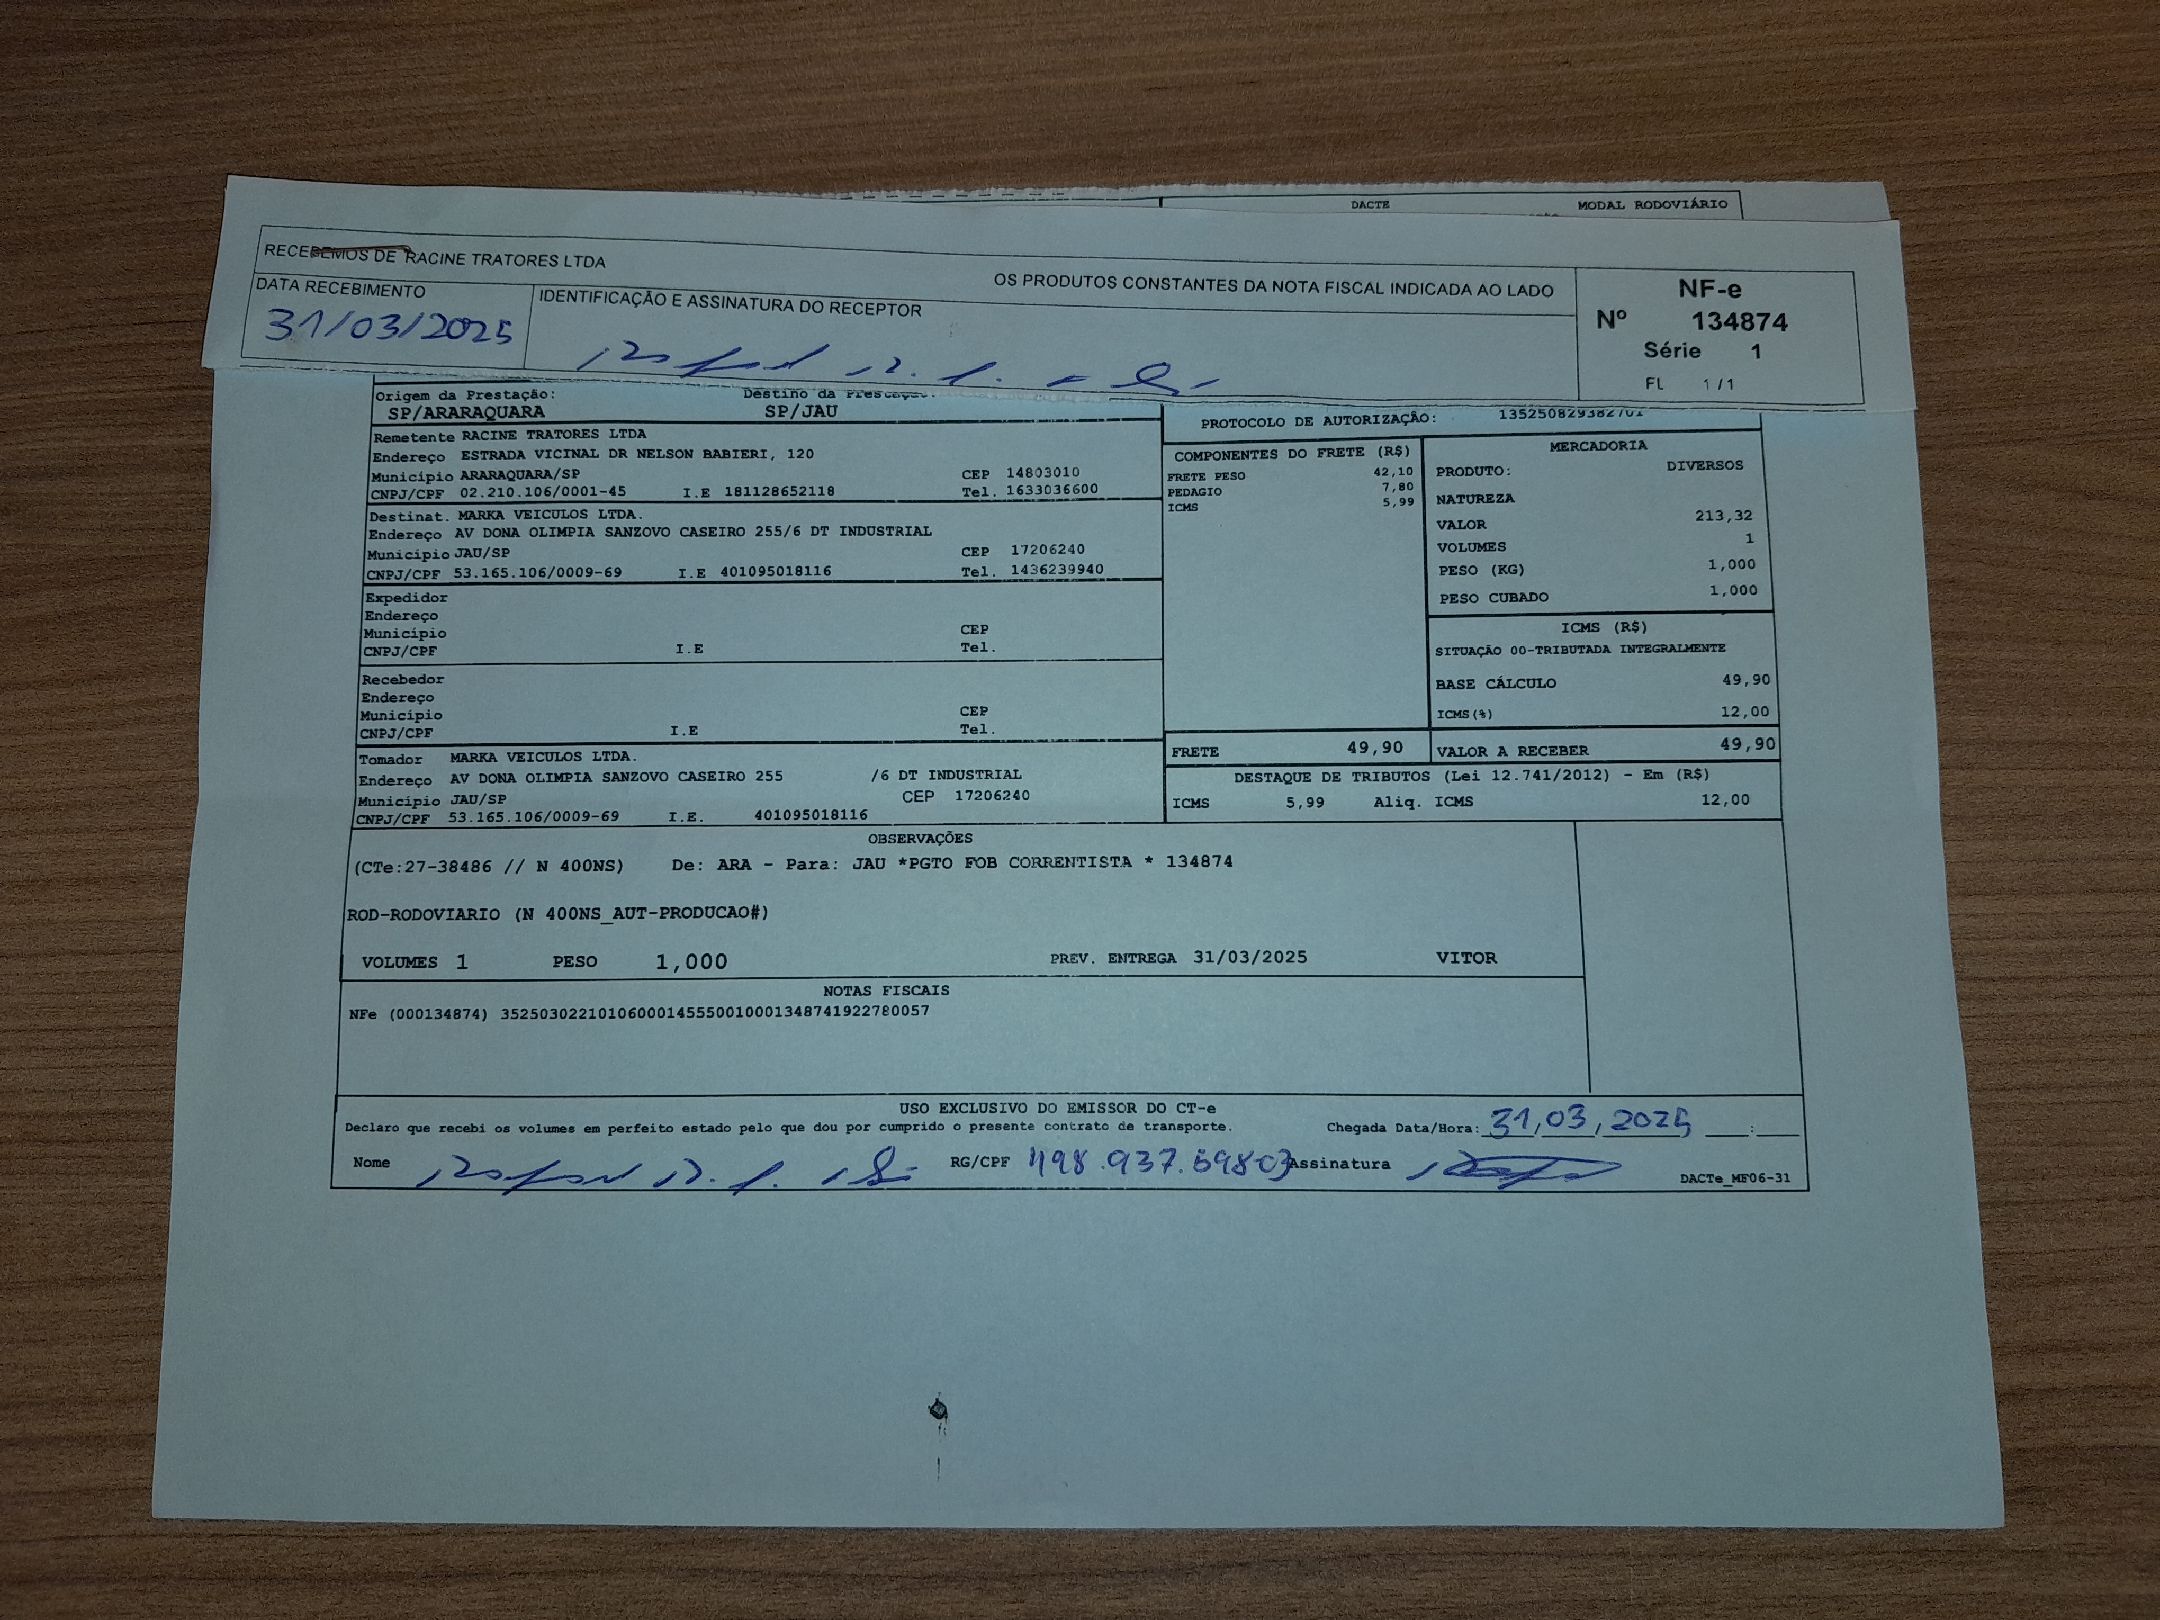 DACTE MODAL RODOVIÁRIO
RECEBEMOS DE RACINE TRATORES LTDA
OS PRODUTOS CONSTANTES DA NOTA FISCAL INDICADA AO LADO
DATA RECEBIMENTO
31/03/2025
IDENTIFICAÇÃO E ASSINATURA DO RECEPTOR
NF-e
Nº 134874
Série 1
FL 1/1
Origem da Prestação: Destino da Prestação:
SP/ARARAQUARA SP/JAU
Remetente RACINE TRATORES LTDA
Endereço ESTRADA VICINAL DR NELSON BABIERI, 120
Município ARARAQUARA/SP CEP 14803010
CNPJ/CPF 02.210.106/0001-45 I.E 181128652118 Tel. 1633036600
Destinat. MARKA VEICULOS LTDA.
Endereço AV DONA OLIMPIA SANZOVO CASEIRO 255/6 DT INDUSTRIAL
Município JAU/SP CEP 17206240
CNPJ/CPF 53.165.106/0009-69 I.E 401095018116 Tel. 1436239940
Expedidor
Endereço
Município CEP
CNPJ/CPF I.E Tel.
Recebedor
Endereço
Município CEP
CNPJ/CPF I.E Tel.
Tomador MARKA VEICULOS LTDA.
Endereço AV DONA OLIMPIA SANZOVO CASEIRO 255 /6 DT INDUSTRIAL
Município JAU/SP CEP 17206240
CNPJ/CPF 53.165.106/0009-69 I.E. 401095018116
PROTOCOLO DE AUTORIZAÇÃO: 135250829382701
COMPONENTES DO FRETE (R$)
FRETE PESO 42,10
PEDAGIO 7,80
ICMS 5,99
MERCADORIA
PRODUTO: DIVERSOS
NATUREZA
VALOR 213,32
VOLUMES 1
PESO (KG) 1,000
PESO CUBADO 1,000
ICMS (R$)
SITUAÇÃO 00-TRIBUTADA INTEGRALMENTE
BASE CÁLCULO 49,90
ICMS(%) 12,00
FRETE 49,90 VALOR A RECEBER 49,90
DESTAQUE DE TRIBUTOS (Lei 12.741/2012) - Em (R$)
ICMS 5,99 Aliq. ICMS 12,00
OBSERVAÇÕES
(CTe:27-38486 // N 400NS) De: ARA - Para: JAU *PGTO FOB CORRENTISTA * 134874
ROD-RODOVIARIO (N 400NS_AUT-PRODUCAO#)
VOLUMES 1 PESO 1,000 PREV. ENTREGA 31/03/2025 VITOR
NOTAS FISCAIS
NFe (000134874) 35250302210106000145550010001348741922780057
USO EXCLUSIVO DO EMISSOR DO CT-e
Declaro que recebi os volumes em perfeito estado pelo que dou por cumprido o presente contrato de transporte. Chegada Data/Hora: 31,03,2025 ___:___
Nome RG/CPF 498.937.59803 Assinatura
DACTe_MF06-31